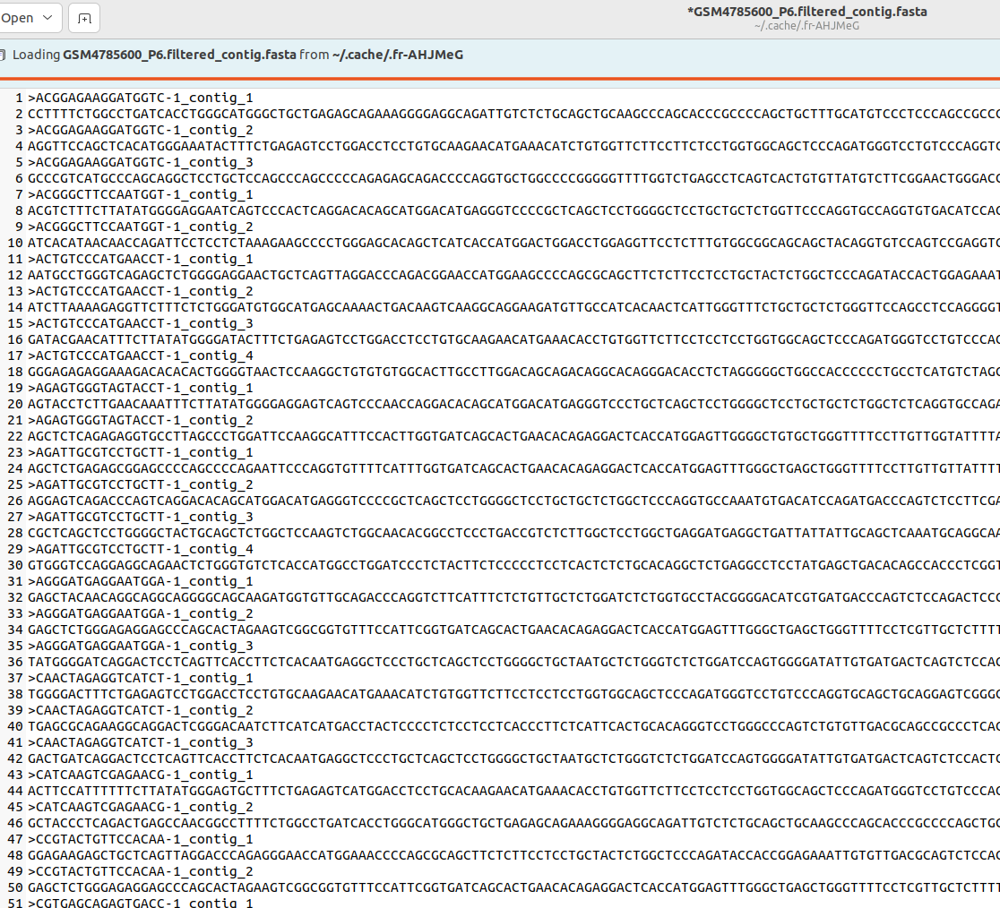 Open
*GSM4785600_P6.filtered_contig.fasta
~/.cache/.fr-AHJMeG
Loading GSM4785600_P6.filtered_contig.fasta from ~/.cache/.fr-AHJMeG
1 >ACGGAGAAGGATGGTC-1_contig_1
2 CCTTTTCTGGCCTGATCACCTGGGCATGGGCTGCTGAGAGCAGAAAGGGGAGGCAGATTGTCTCTGCAGCTGCAAGCCCAGCACCCGCCCCAGCTGCTTTGCATGTCCCTCCCAGCCGCCC
3 >ACGGAGAAGGATGGTC-1_contig_2
4 AGGTTCCAGCTCACATGGGAAATACTTTCTGAGAGTCCTGGACCTCCTGTGCAAGAACATGAAACATCTGTGGTTCTTCCTTCTCCTGGTGGCAGCTCCCAGATGGGTCCTGTCCCAGGTC
5 >ACGGAGAAGGATGGTC-1_contig_3
6 GCCCGTCATGCCCAGCAGGCTCCTGCTCCAGCCCAGCCCCCAGAGAGCAGACCCCAGGTGCTGGCCCCGGGGGTTTTGGTCTGAGCCTCAGTCACTGTGTTATGTCTTCGGAACTGGGACC
7 >ACGGGCTTCCAATGGT-1_contig_1
8 ACGTCTTTCTTATATGGGGAGGAATCAGTCCCACTCAGGACACAGCATGGACATGAGGGTCCCCGCTCAGCTCCTGGGGCTCCTGCTGCTCTGGTTCCCAGGTGCCAGGTGTGACATCCAG
9 >ACGGGCTTCCAATGGT-1_contig_2
10 ATCACATAACAACCAGATTCCTCCTCTAAAGAAGCCCCTGGGAGCACAGCTCATCACCATGGACTGGACCTGGAGGTTCCTCTTTGTGGCGGCAGCAGCTACAGGTGTCCAGTCCGAGGTC
11 >ACTGTCCCATGAACCT-1_contig_1
12 AATGCCTGGGTCAGAGCTCTGGGGAGGAACTGCTCAGTTAGGACCCAGACGGAACCATGGAAGCCCCAGCGCAGCTTCTCTTCCTCCTGCTACTCTGGCTCCCAGATACCACTGGAGAAAT
13 >ACTGTCCCATGAACCT-1_contig_2
14 ATCTTAAAAGAGGTTCTTTCTCTGGGATGTGGCATGAGCAAAACTGACAAGTCAAGGCAGGAAGATGTTGCCATCACAACTCATTGGGTTTCTGCTGCTCTGGGTTCCAGCCTCCAGGGGT
15 >ACTGTCCCATGAACCT-1_contig_3
16 GATACGAACATTTCTTATATGGGGATACTTTCTGAGAGTCCTGGACCTCCTGTGCAAGAACATGAAACACCTGTGGTTCTTCCTCCTCCTGGTGGCAGCTCCCAGATGGGTCCTGTCCCAC
17 >ACTGTCCCATGAACCT-1_contig_4
18 GGGAGAGAGGAAAGACACACACTGGGGTAACTCCAAGGCTGTGTGTGGCACTTGCCTTGGACAGCAGACAGGCACAGGGACACCTCTAGGGGGCTGGCCACCCCCCTGCCTCATGTCTAGC
19 >AGAGTGGGTAGTACCT-1_contig_1
20 AGTACCTCTTGAACAAATTTCTTATATGGGGAGGAGTCAGTCCCAACCAGGACACAGCATGGACATGAGGGTCCCTGCTCAGCTCCTGGGGCTCCTGCTGCTCTGGCTCTCAGGTGCCAGA
21 >AGAGTGGGTAGTACCT-1_contig_2
22 AGCTCTCAGAGAGGTGCCTTAGCCCTGGATTCCAAGGCATTTCCACTTGGTGATCAGCACTGAACACAGAGGACTCACCATGGAGTTGGGGCTGTGCTGGGTTTTCCTTGTTGGTATTTTA
23 >AGATTGCGTCCTGCTT-1_contig_1
24 AGCTCTGAGAGCGGAGCCCCAGCCCCAGAATTCCCAGGTGTTTTCATTTGGTGATCAGCACTGAACACAGAGGACTCACCATGGAGTTTGGGCTGAGCTGGGTTTTCCTTGTTGTTATTTT
25 >AGATTGCGTCCTGCTT-1_contig_2
26 AGGAGTCAGACCCAGTCAGGACACAGCATGGACATGAGGGTCCCCGCTCAGCTCCTGGGGCTCCTGCTGCTCTGGCTCCCAGGTGCCAAATGTGACATCCAGATGACCCAGTCTCCTTCGA
27 >AGATTGCGTCCTGCTT-1_contig_3
28 CGCTCAGCTCCTGGGGCTACTGCAGCTCTGGCTCCAAGTCTGGCAACACGGCCTCCCTGACCGTCTCTTGGCTCCTGGCTGAGGATGAGGCTGATTATTATTGCAGCTCAAATGCAGGCAA
29 >AGATTGCGTCCTGCTT-1_contig_4
30 GTGGGTCCAGGAGGCAGAACTCTGGGTGTCTCACCATGGCCTGGATCCCTCTACTTCTCCCCCTCCTCACTCTCTGCACAGGCTCTGAGGCCTCCTATGAGCTGACACAGCCACCCTCGGT
31 >AGGGATGAGGAATGGA-1_contig_1
32 GAGCTACAACAGGCAGGCAGGGGCAGCAAGATGGTGTTGCAGACCCAGGTCTTCATTTCTCTGTTGCTCTGGATCTCTGGTGCCTACGGGGACATCGTGATGACCCAGTCTCCAGACTCCC
33 >AGGGATGAGGAATGGA-1_contig_2
34 GAGCTCTGGGAGAGGAGCCCAGCACTAGAAGTCGGCGGTGTTTCCATTCGGTGATCAGCACTGAACACAGAGGACTCACCATGGAGTTTGGGCTGAGCTGGGTTTTCCTCGTTGCTCTTTT
35 >AGGGATGAGGAATGGA-1_contig_3
36 TATGGGGATCAGGACTCCTCAGTTCACCTTCTCACAATGAGGCTCCCTGCTCAGCTCCTGGGGCTGCTAATGCTCTGGGTCTCTGGATCCAGTGGGGATATTGTGATGACTCAGTCTCCAC
37 >CAACTAGAGGTCATCT-1_contig_1
38 TGGGGACTTTCTGAGAGTCCTGGACCTCCTGTGCAAGAACATGAAACATCTGTGGTTCTTCCTCCTCCTGGTGGCAGCTCCCAGATGGGTCCTGTCCCAGGTGCAGCTGCAGGAGTCGGGC
39 >CAACTAGAGGTCATCT-1_contig_2
40 TGAGCGCAGAAGGCAGGACTCGGGACAATCTTCATCATGACCTACTCCCCTCTCCTCCTCACCCTTCTCATTCACTGCACAGGGTCCTGGGCCCAGTCTGTGTTGACGCAGCCGCCCTCAC
41 >CAACTAGAGGTCATCT-1_contig_3
42 GACTGATCAGGACTCCTCAGTTCACCTTCTCACAATGAGGCTCCCTGCTCAGCTCCTGGGGCTGCTAATGCTCTGGGTCTCTGGATCCAGTGGGGATATTGTGATGACTCAGTCTCCACTC
43 >CATCAAGTCGAGAACG-1_contig_1
44 ACTTCCATTTTTTCTTATATGGGAGTGCTTTCTGAGAGTCATGGACCTCCTGCACAAGAACATGAAACACCTGTGGTTCTTCCTCCTCCTGGTGGCAGCTCCCAGATGGGTCCTGTCCCAC
45 >CATCAAGTCGAGAACG-1_contig_2
46 GCTACCCTCAGACTGAGCCAACGGCCTTTTCTGGCCTGATCACCTGGGCATGGGCTGCTGAGAGCAGAAAGGGGAGGCAGATTGTCTCTGCAGCTGCAAGCCCAGCACCCGCCCCAGCTGC
47 >CCGTACTGTTCCACAA-1_contig_1
48 GGAGAAGAGCTGCTCAGTTAGGACCCAGAGGGAACCATGGAAACCCCAGCGCAGCTTCTCTTCCTCCTGCTACTCTGGCTCCCAGATACCACCGGAGAAATTGTGTTGACGCAGTCTCCAC
49 >CCGTACTGTTCCACAA-1_contig_2
50 GAGCTCTGGGAGAGGAGCCCAGCACTAGAAGTCGGCGGTGTTTCCATTCGGTGATCAGCACTGAACACAGAGGACTCACCATGGAGTTTGGGCTGAGCTGGGTTTTCCTCGTTGCTCTTTT
51 >CGTGAGCAGAGTGACC-1_contig_1